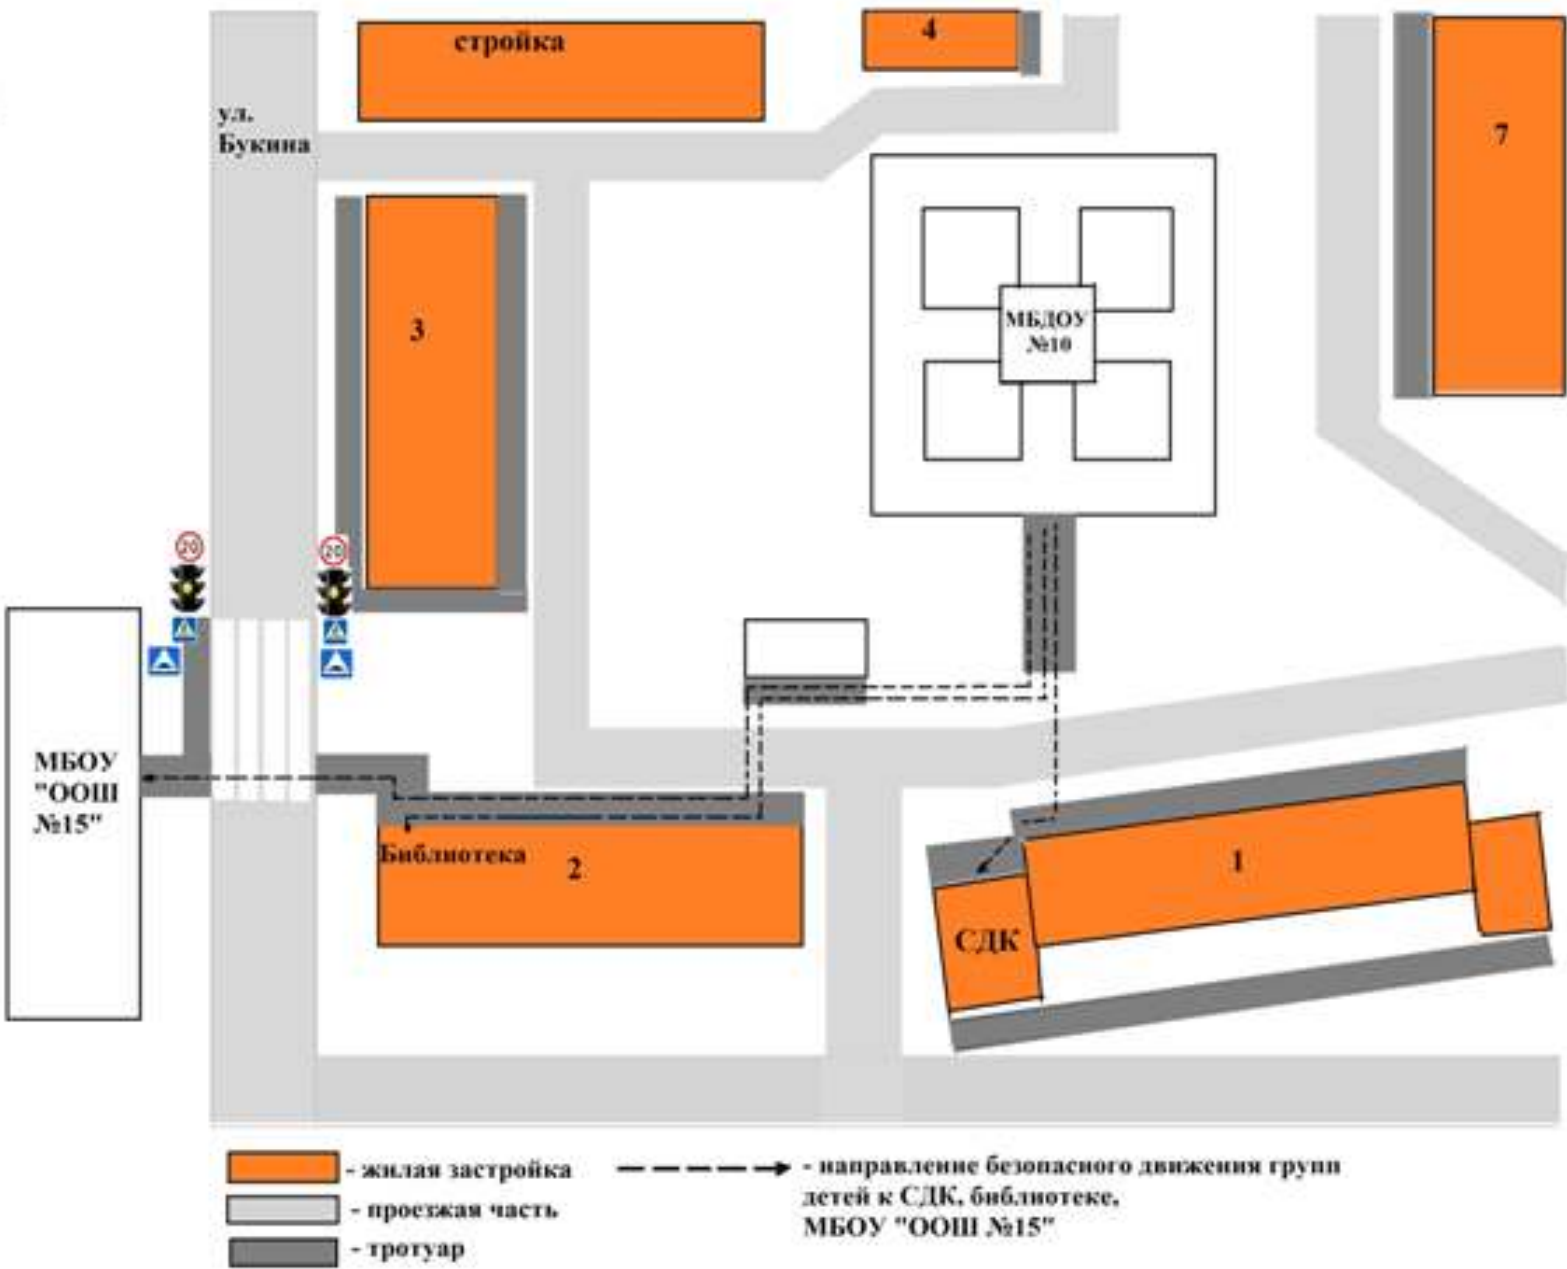 стройка
4
ул.
Букина
7
3
МБДОУ
№10
20
20
МБОУ
"ООШ
№15"
Библиотека
2
1
СДК
- жилая застройка
- проезжая часть
- тротуар
- направление безопасного движения групп
детей к СДК, библиотеке,
МБОУ "ООШ №15"